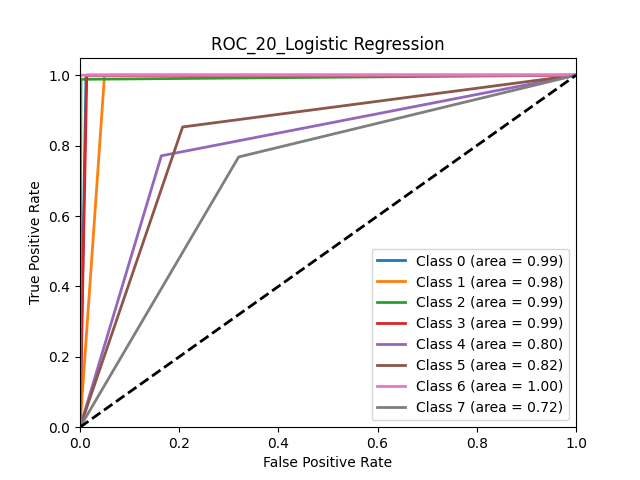 ROC_20_Logistic Regression
True Positive Rate
1.0
0.8
0.6
0.4
0.2
0.0
Class 0 (area = 0.99)
Class 1 (area = 0.98)
Class 2 (area = 0.99)
Class 3 (area = 0.99)
Class 4 (area = 0.80)
Class 5 (area = 0.82)
Class 6 (area = 1.00)
Class 7 (area = 0.72)
0.0 0.2 0.4 0.6 0.8 1.0
False Positive Rate